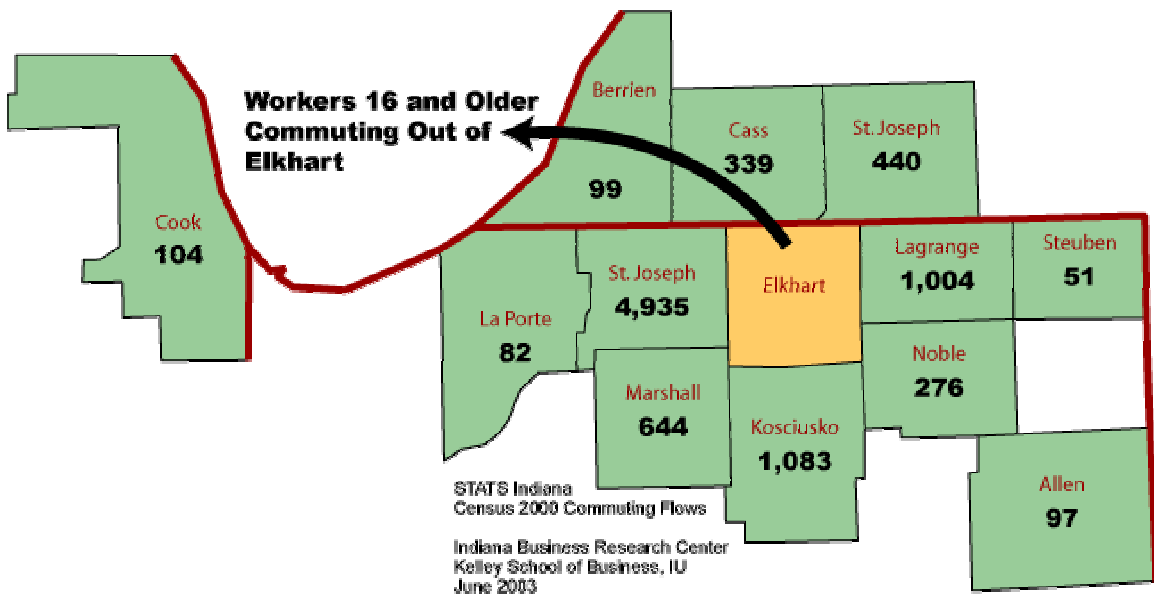 Berrien
99
Workers 16 and Older
Commuting Out of
Elkhart
Cass
339
St. Joseph
440
Cook
104
La Porte
82
St. Joseph
4,935
Elkhart
Lagrange
1,004
Steuben
51
Marshall
644
Kosciusko
1,083
Noble
276
Allen
97
STATS Indiana
Census 2000 Commuting Flows
Indiana Business Research Center
Kelley School of Business, IU
June 2003